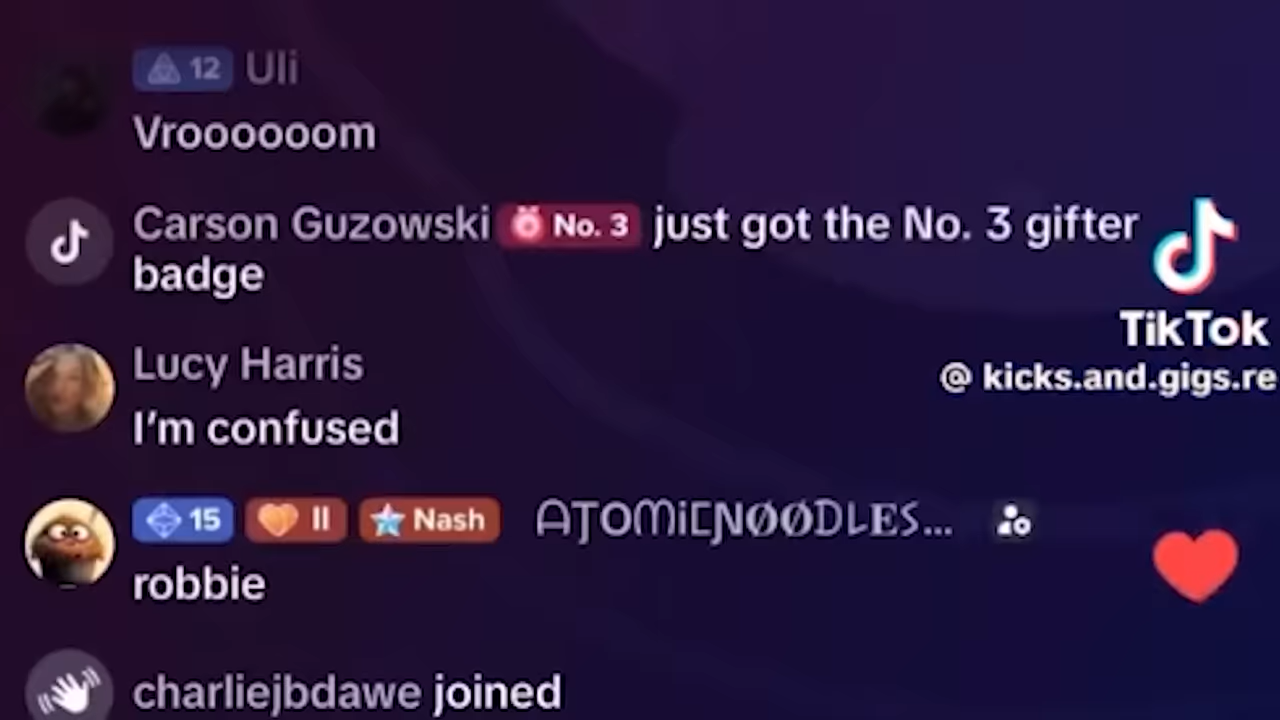 12 Uli
Vroooooom
Carson Guzowski No. 3 just got the No. 3 gifter
badge
TikTok
@ kicks.and.gigs.re
Lucy Harris
I’m confused
15 II Nash ᗩTOᗰiᑕNØØDLES...
robbie
charliejbdawe joined